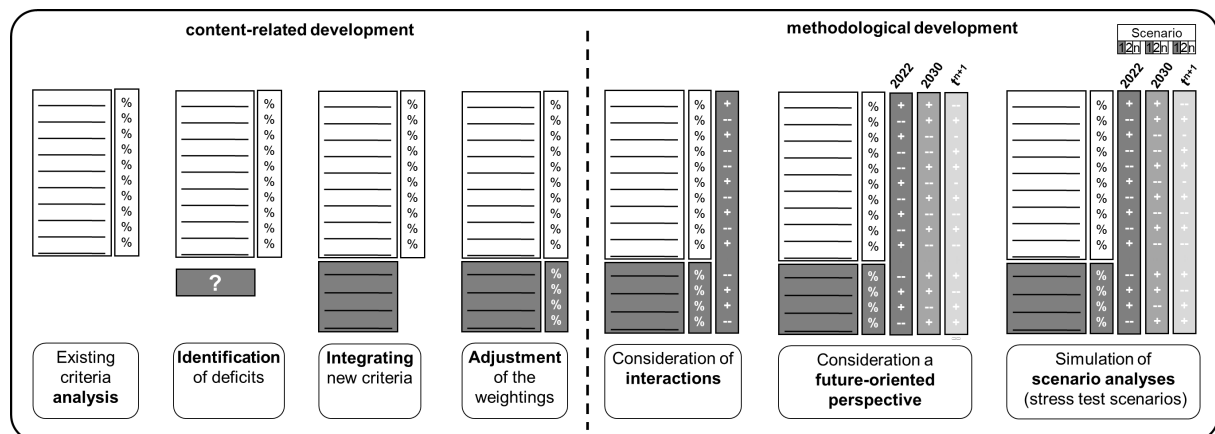 content-related development
methodological development
Scenario
1 2 n 1 2 n 1 2 n
2022 2030 tⁿ⁺¹
2022 2030 tⁿ⁺¹
% % % % % + % + % +
% % % % % -- % -- % --
% % % % % + % + % +
% % % % % -- % -- % --
% % % % % -- % -- % --
% % % % % + % + % +
% % % % % -- % -- % --
% % % % % + % + % +
% % % % % -- % -- % --
% % % % % + % + % +
?
% % -- % -- + + % -- + +
% % + % + -- -- % + -- --
% % + % + -- + % + -- +
% % -- % -- + + % -- + +
Existing
criteria
analysis
Identification
of deficits
Integrating
new criteria
Adjustment
of the
weightings
Consideration of
interactions
Consideration a
future-oriented
perspective
Simulation of
scenario analyses
(stress test scenarios)